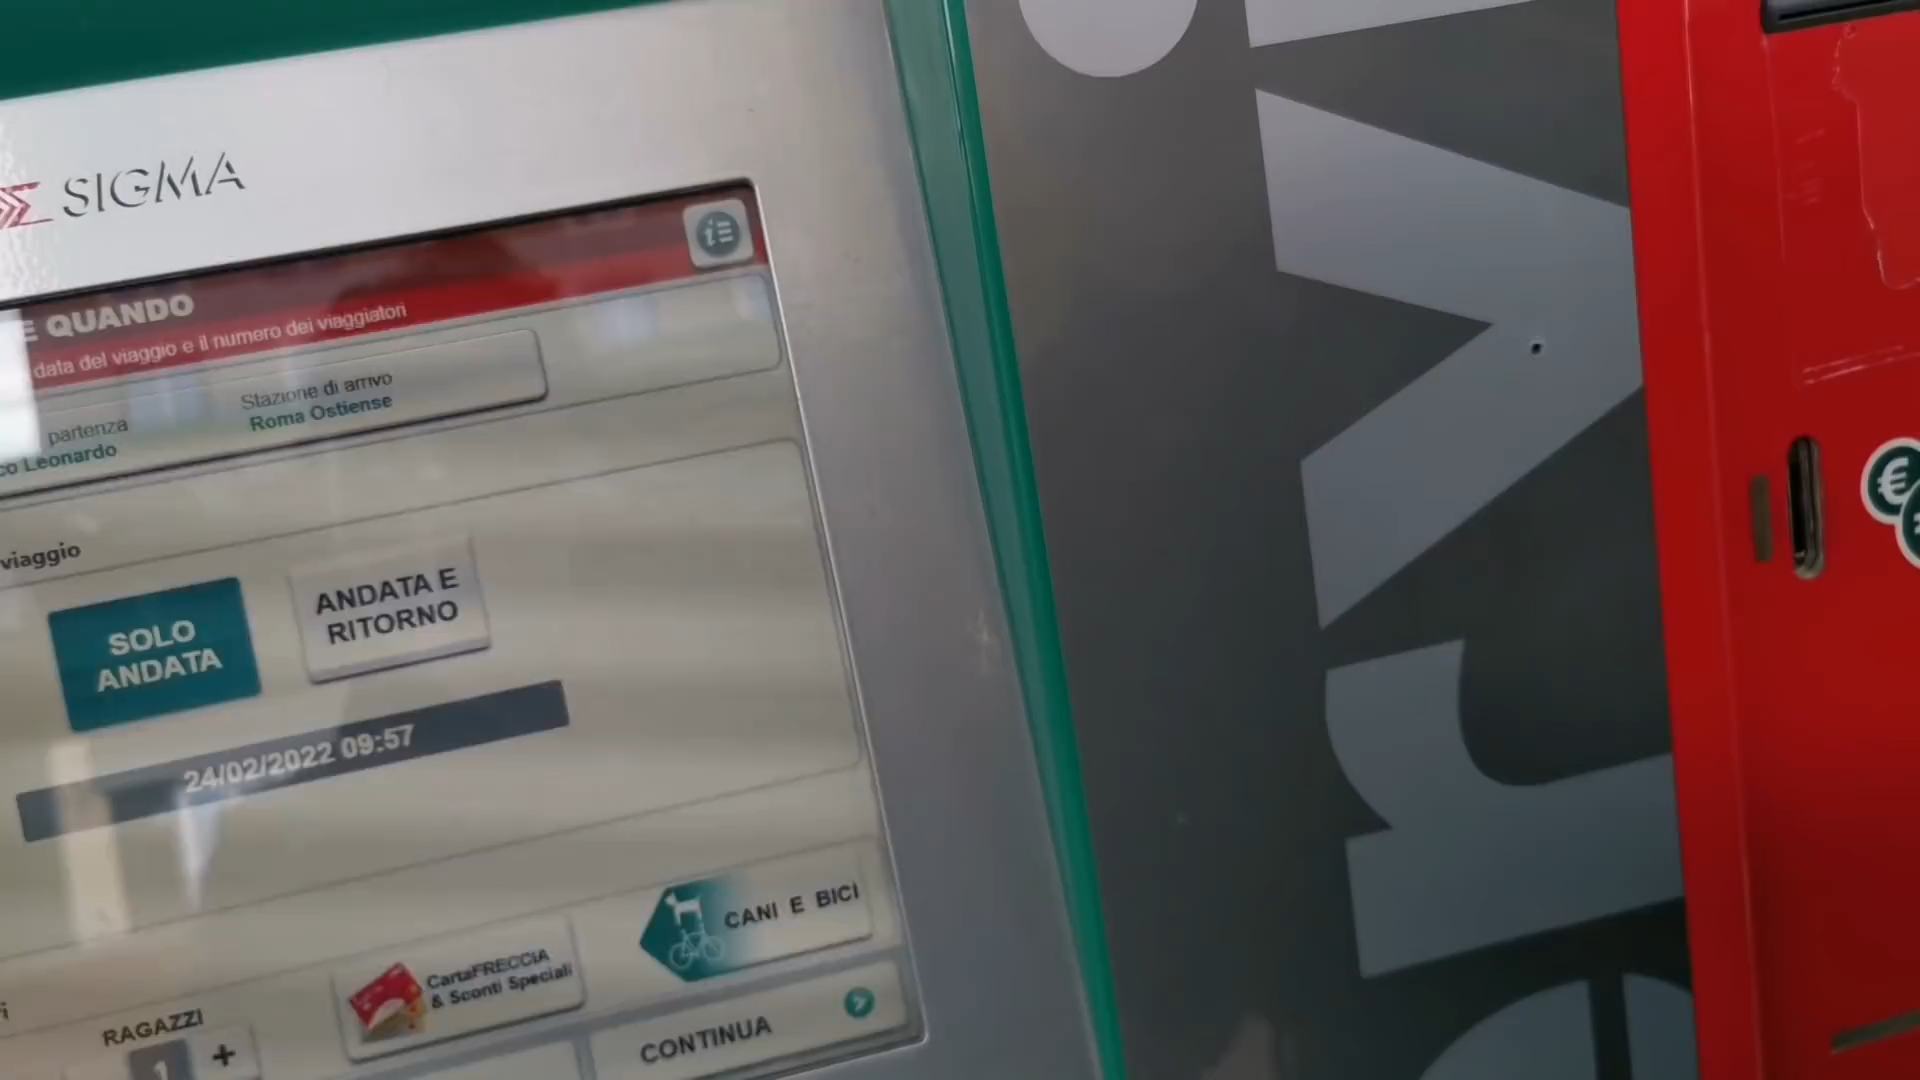 SIGMA
E QUANDO
data del viaggio e il numero dei viaggiatori
partenza
co Leonardo
Stazione di arrivo
Roma Ostiense
viaggio
SOLO
ANDATA
ANDATA E
RITORNO
24/02/2022 09:57
CANI E BICI
CartaFRECCIA
& Sconti Speciali
RAGAZZI
1 +
CONTINUA
€